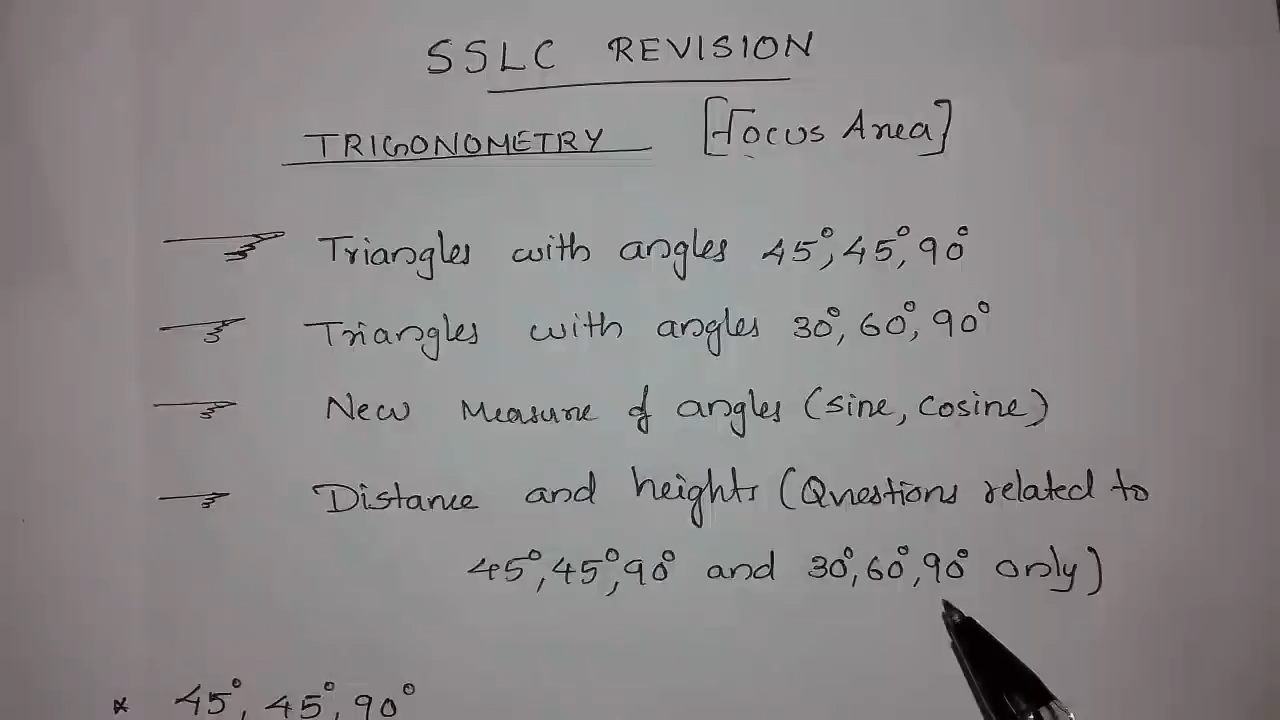 SSLC REVISION
TRIGONOMETRY [Focus Area]
Triangles with angles 45°, 45°, 90°
Triangles with angles 30°, 60°, 90°
New Measure of angles (sine, cosine)
Distance and heights (Questions related to
45°, 45°, 90° and 30°, 60°, 90° only)
* 45°, 45°, 90°